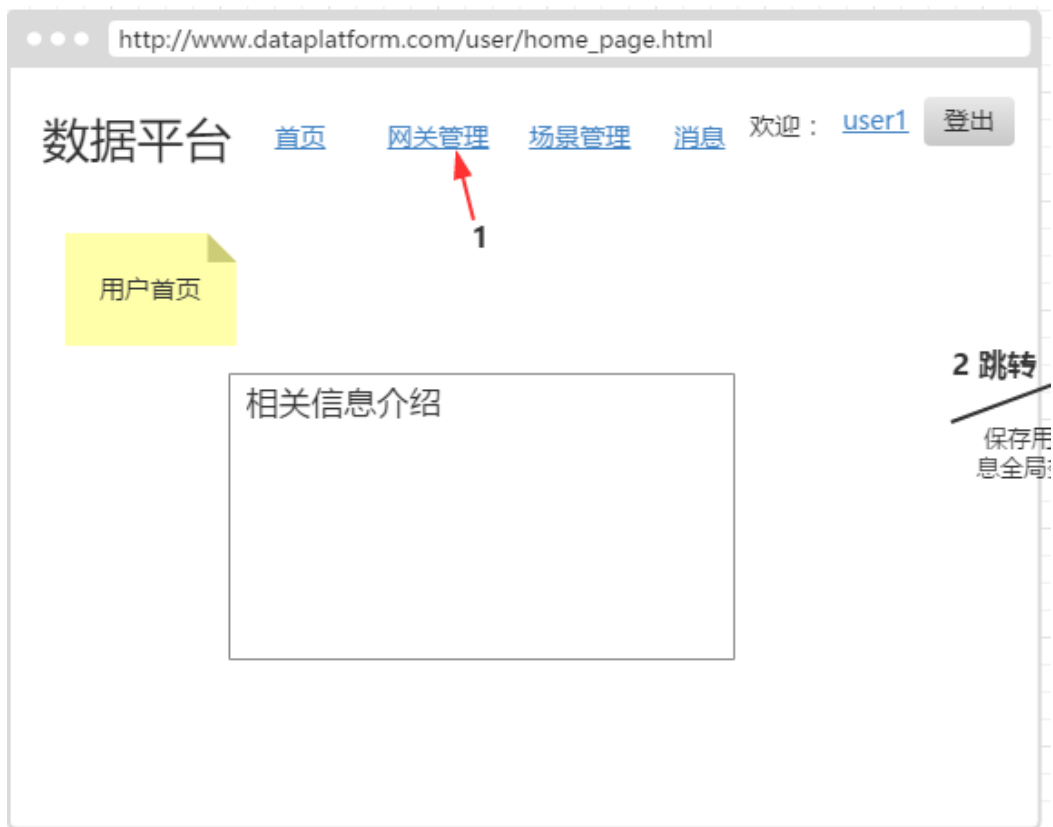 http://www.dataplatform.com/user/home_page.html
数据平台 首页 网关管理 场景管理 消息 欢迎： user1 登出
1
用户首页
2 跳转
相关信息介绍
保存用
息全局